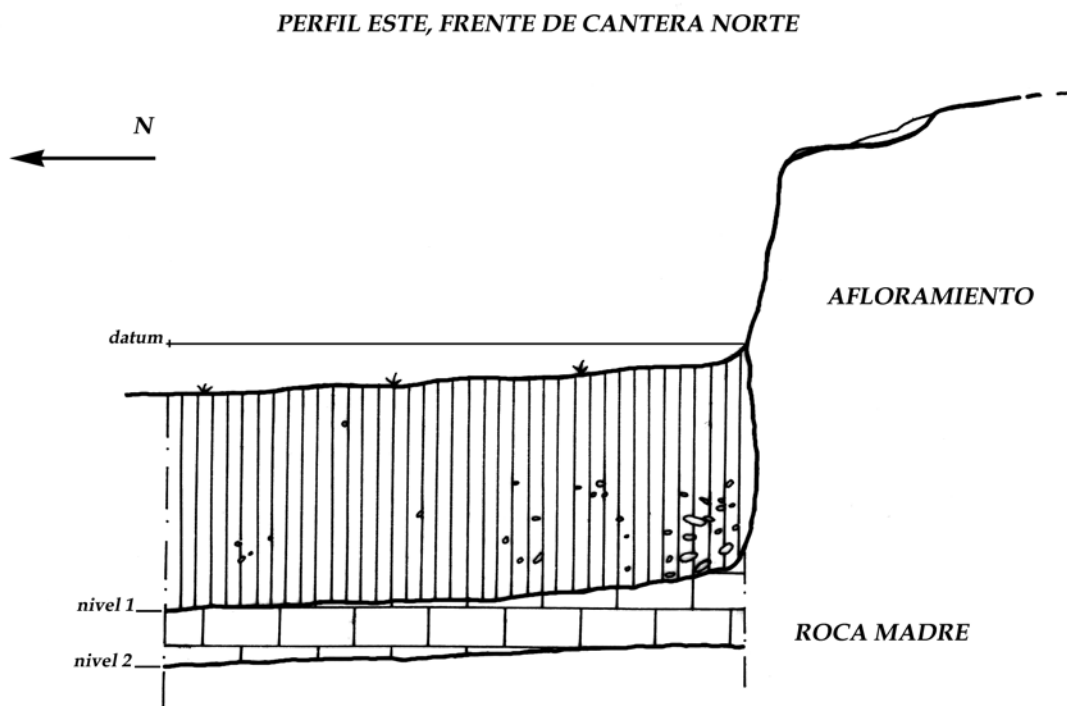 PERFIL ESTE, FRENTE DE CANTERA NORTE
N
AFLORAMIENTO
datum
nivel 1
ROCA MADRE
nivel 2